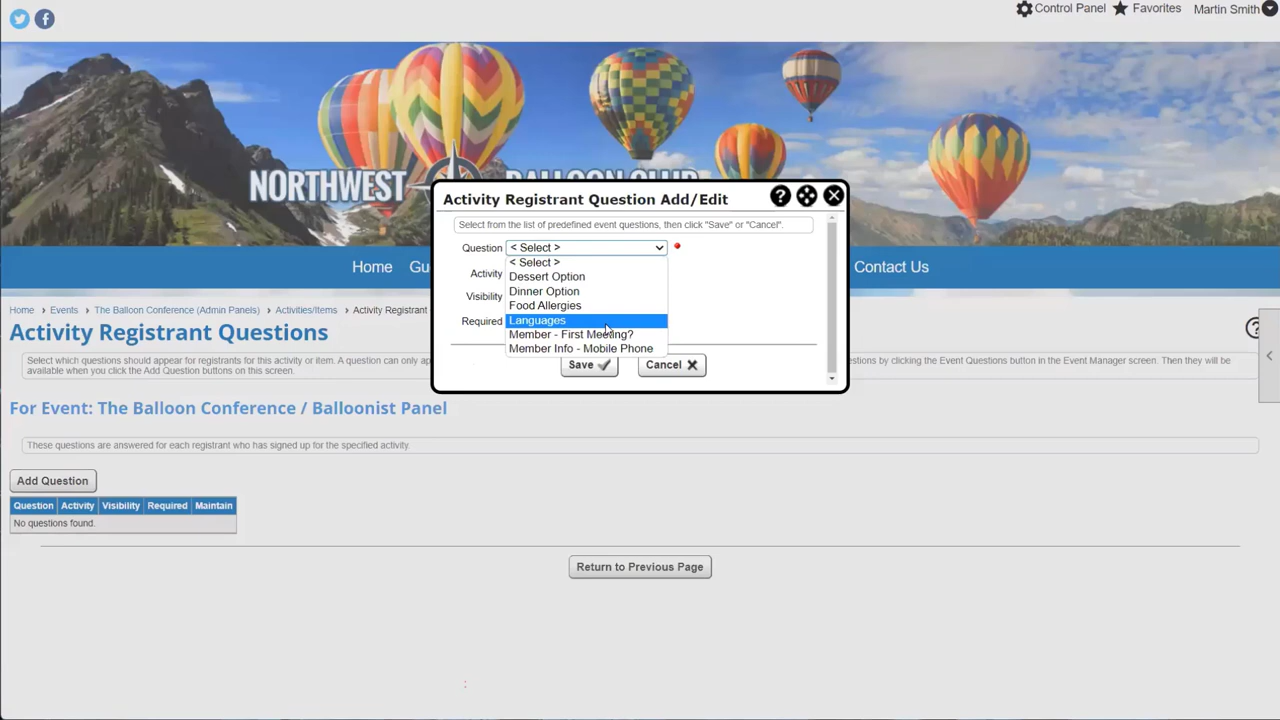 Control Panel Favorites Martin Smith
NORTHWEST BALLOON CLUB
Home Gu Contact Us
Home > Events > The Balloon Conference (Admin Panels) > Activities/Items > Activity Registrant
Activity Registrant Questions
Select which questions should appear for registrants for this activity or item. A question can only ap
uestions by clicking the Event Questions button in the Event Manager screen. Then they will be
available when you click the Add Question buttons on this screen.
For Event: The Balloon Conference / Balloonist Panel
These questions are answered for each registrant who has signed up for the specified activity.
Add Question
Question Activity Visibility Required Maintain
No questions found.
Return to Previous Page
Activity Registrant Question Add/Edit
Select from the list of predefined event questions, then click "Save" or "Cancel".
Question < Select >
< Select >
Dessert Option
Dinner Option
Food Allergies
Languages
Member - First Meeting?
Member Info - Mobile Phone
Activity
Visibility
Required
Save Cancel